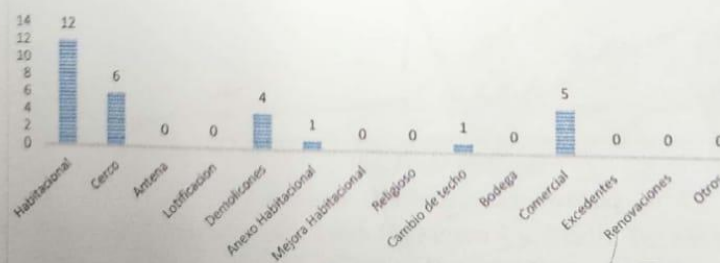 14
12
10
8
6
4
2
0
12
6
0
0
4
1
0
0
1
0
5
0
0
0
Habitacional
Cerco
Antena
Lotificacion
Demoliciones
Anexo Habitacional
Mejora Habitacional
Religioso
Cambio de techo
Bodega
Comercial
Excedentes
Renovaciones
Otros